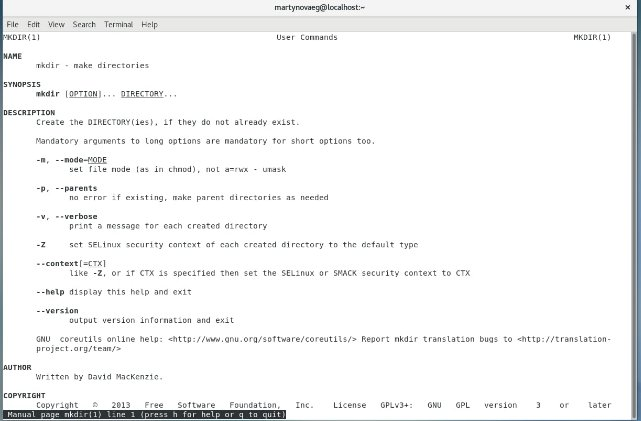 martynovaeg@localhost:~
File Edit View Search Terminal Help
MKDIR(1) User Commands MKDIR(1)
NAME
mkdir - make directories
SYNOPSIS
mkdir [OPTION]... DIRECTORY...
DESCRIPTION
Create the DIRECTORY(ies), if they do not already exist.
Mandatory arguments to long options are mandatory for short options too.
-m, --mode=MODE
set file mode (as in chmod), not a=rwx - umask
-p, --parents
no error if existing, make parent directories as needed
-v, --verbose
print a message for each created directory
-Z set SELinux security context of each created directory to the default type
--context[=CTX]
like -Z, or if CTX is specified then set the SELinux or SMACK security context to CTX
--help display this help and exit
--version
output version information and exit
GNU coreutils online help: <http://www.gnu.org/software/coreutils/> Report mkdir translation bugs to <http://translation-
project.org/team/>
AUTHOR
Written by David MacKenzie.
COPYRIGHT
Copyright © 2013 Free Software Foundation, Inc. License GPLv3+: GNU GPL version 3 or later
Manual page mkdir(1) line 1 (press h for help or q to quit)